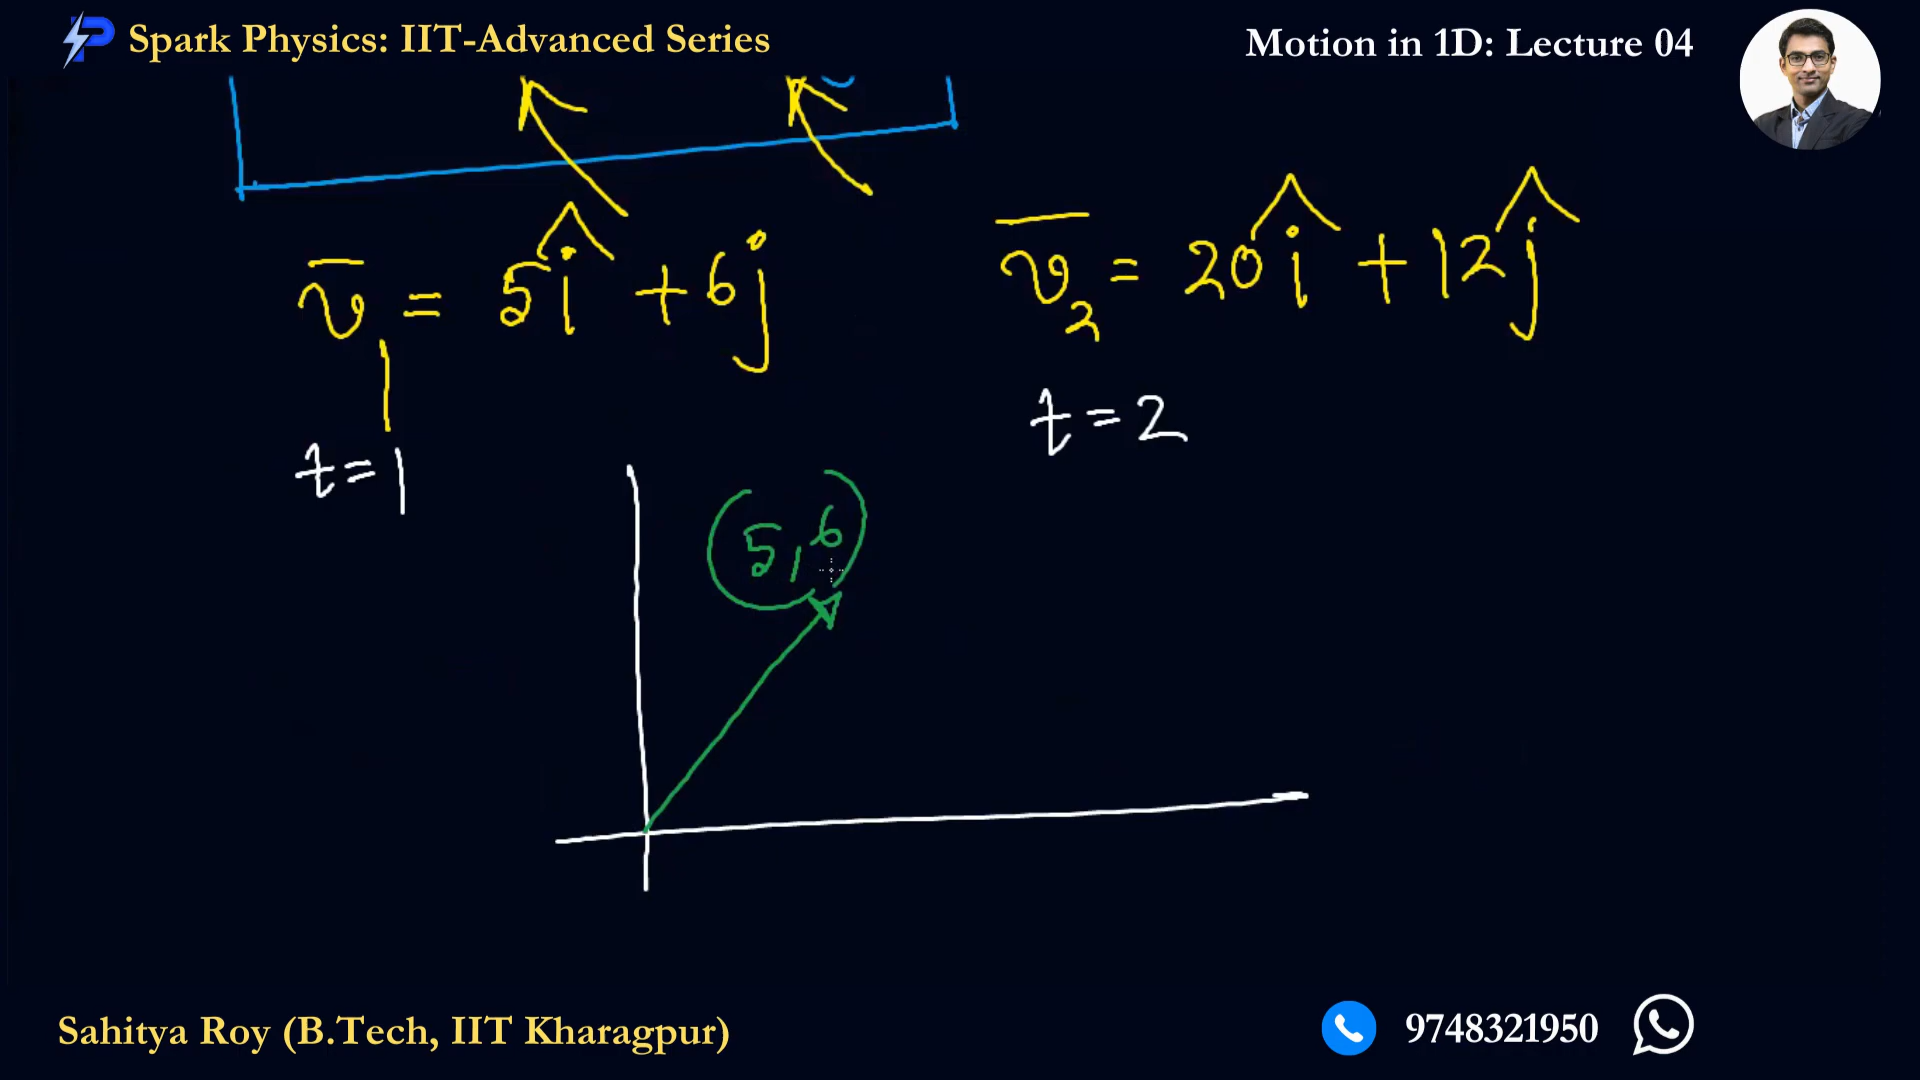 Spark Physics: IIT-Advanced Series
Motion in 1D: Lecture 04
v̅₁ = 5î + 6j
v̅₂ = 20î + 12ĵ
t = 1
t = 2
(5, 6)
Sahitya Roy (B.Tech, IIT Kharagpur)
9748321950